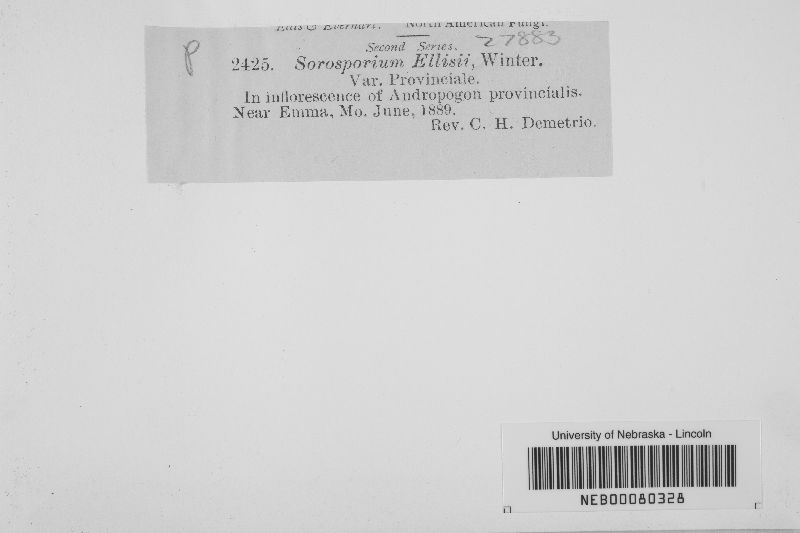 Ellis & Everhart. North American Fungi.
Second Series. 27883
P
2425. Sorosporium Ellisii, Winter.
Var. Provinciale.
In inflorescence of Andropogon provincialis.
Near Emma, Mo. June, 1889.
Rev. C. H. Demetrio.
University of Nebraska - Lincoln
NEB00080328